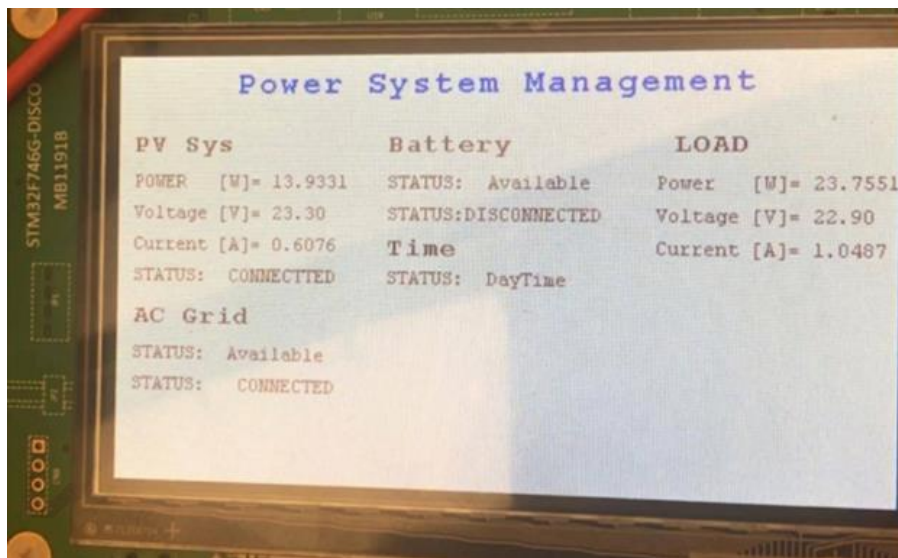 Power System Management
PV Sys
POWER [W]= 13.9331
Voltage [V]= 23.30
Current [A]= 0.6076
STATUS: CONNECTTED
AC Grid
STATUS: Available
STATUS: CONNECTED
Battery
STATUS: Available
STATUS:DISCONNECTED
Time
STATUS: DayTime
LOAD
Power [W]= 23.7551
Voltage [V]= 22.90
Current [A]= 1.0487
STM32F746G-DISCO
MB1191B